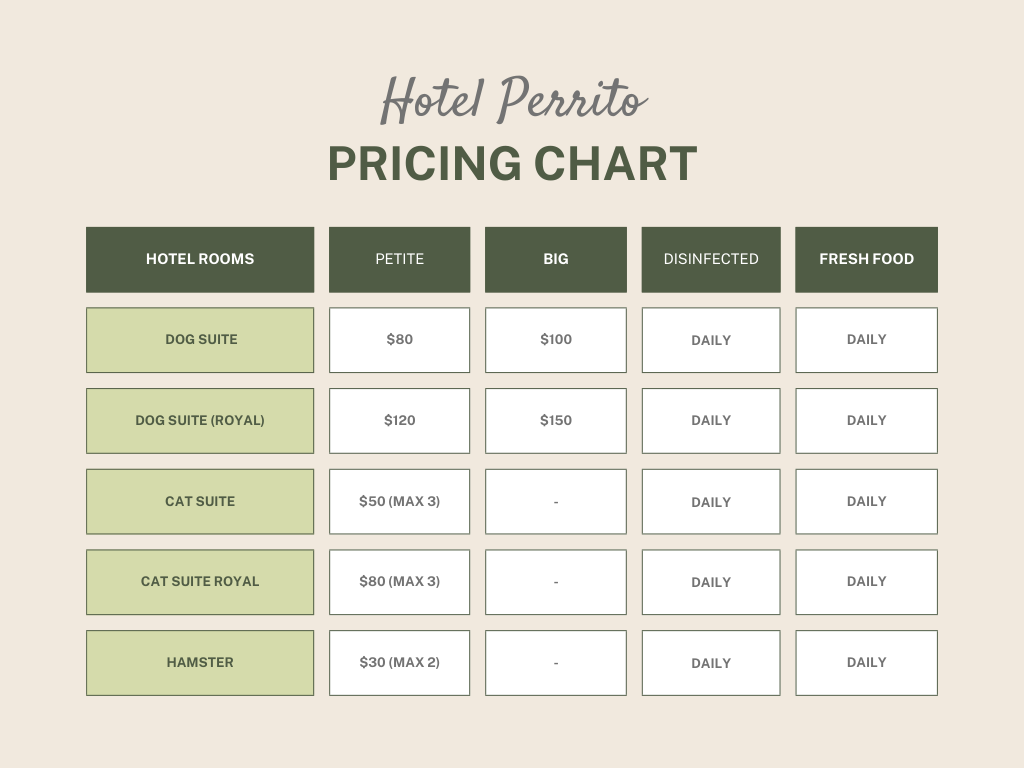 Hotel Perrito
PRICING CHART
HOTEL ROOMS PETITE BIG DISINFECTED FRESH FOOD
DOG SUITE $80 $100 DAILY DAILY
DOG SUITE (ROYAL) $120 $150 DAILY DAILY
CAT SUITE $50 (MAX 3) - DAILY DAILY
CAT SUITE ROYAL $80 (MAX 3) - DAILY DAILY
HAMSTER $30 (MAX 2) - DAILY DAILY